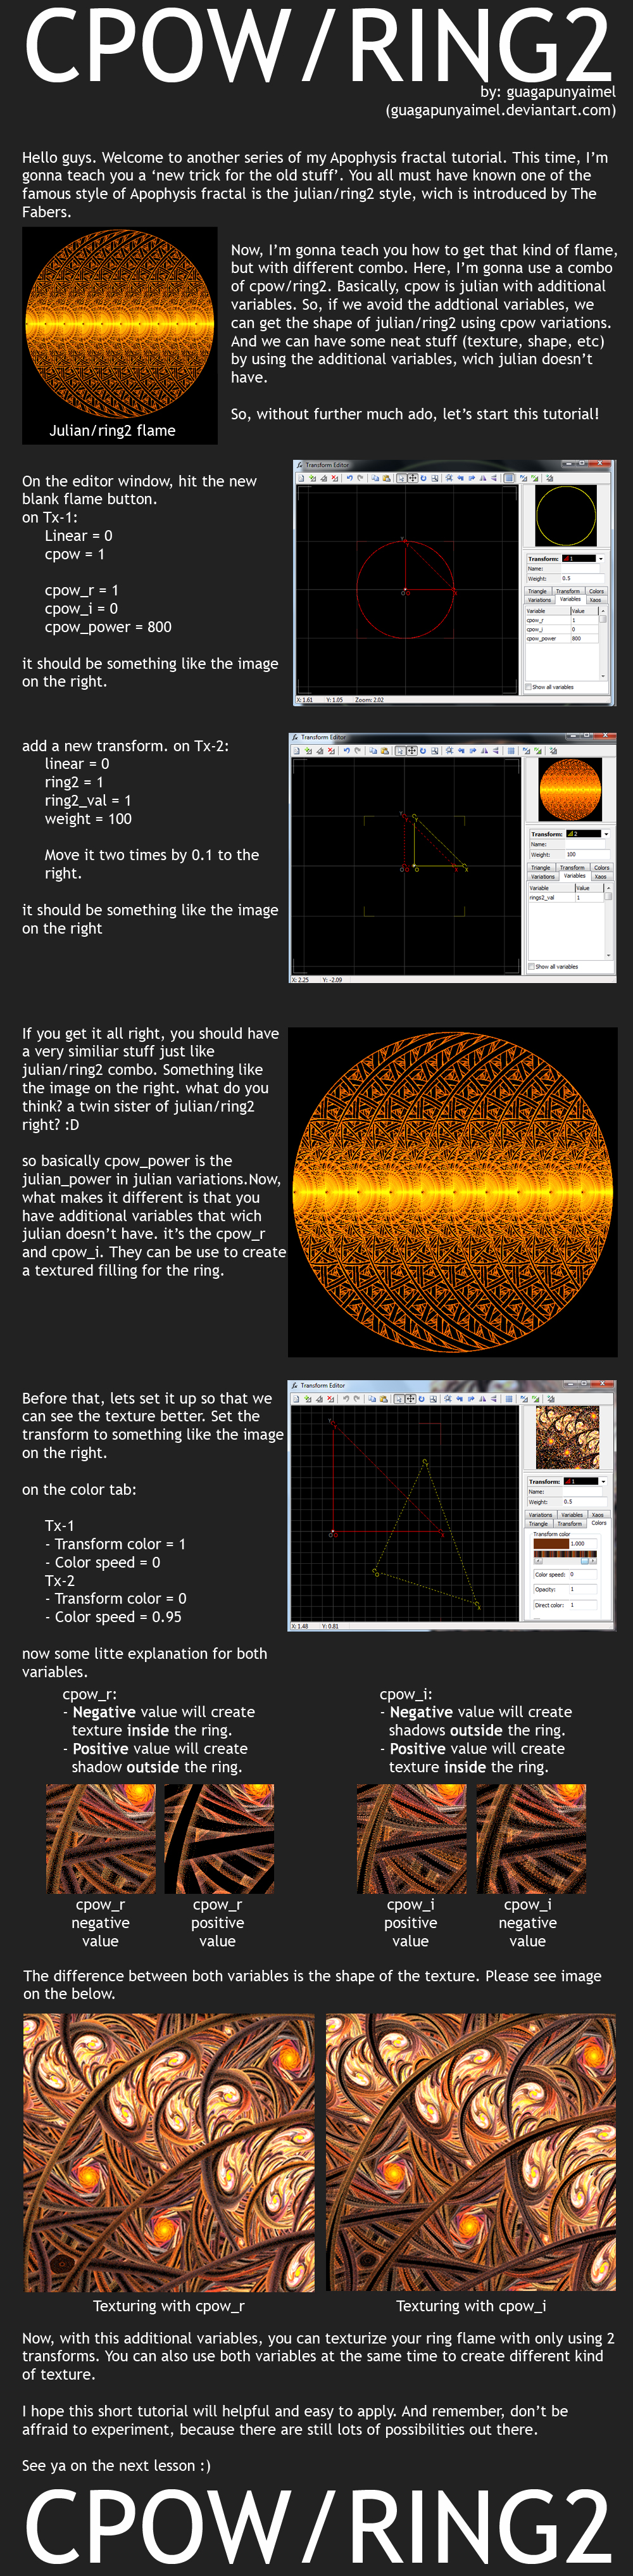 CPOW/RING2
by: guagapunyaimel
(guagapunyaimel.deviantart.com)
Hello guys. Welcome to another series of my Apophysis fractal tutorial. This time, I'm
gonna teach you a 'new trick for the old stuff'. You all must have known one of the
famous style of Apophysis fractal is the julian/ring2 style, wich is introduced by The
Fabers.
Now, I'm gonna teach you how to get that kind of flame,
but with different combo. Here, I'm gonna use a combo
of cpow/ring2. Basically, cpow is julian with additional
variables. So, if we avoid the addtional variables, we
can get the shape of julian/ring2 using cpow variations.
And we can have some neat stuff (texture, shape, etc)
by using the additional variables, wich julian doesn't
have.
So, without further much ado, let's start this tutorial!
Julian/ring2 flame
On the editor window, hit the new
blank flame button.
on Tx-1:
Linear = 0
cpow = 1
cpow_r = 1
cpow_i = 0
cpow_power = 800
it should be something like the image
on the right.
Transform Editor
Transform: 1
Name:
Weight: 0.5
Triangle Transform Colors
Variations Variables Xaos
Variable Value
cpow_r 1
cpow_i 0
cpow_power 800
Show all variables
X: 1.61 Y: 1.05 Zoom: 2.02
add a new transform. on Tx-2:
linear = 0
ring2 = 1
ring2_val = 1
weight = 100
Move it two times by 0.1 to the
right.
it should be something like the image
on the right
Transform Editor
Transform: 2
Name:
Weight: 100
Triangle Transform Colors
Variations Variables Xaos
Variable Value
rings2_val 1
Show all variables
X: 2.25 Y: -2.09
If you get it all right, you should have
a very similiar stuff just like
julian/ring2 combo. Something like
the image on the right. what do you
think? a twin sister of julian/ring2
right? :D
so basically cpow_power is the
julian_power in julian variations.Now,
what makes it different is that you
have additional variables that wich
julian doesn't have. it's the cpow_r
and cpow_i. They can be use to create
a textured filling for the ring.
Before that, lets set it up so that we
can see the texture better. Set the
transform to something like the image
on the right.
on the color tab:
Tx-1
- Transform color = 1
- Color speed = 0
Tx-2
- Transform color = 0
- Color speed = 0.95
Transform Editor
Transform: 1
Name:
Weight: 0.5
Variations Variables Xaos
Triangle Transform Colors
Transform color
1.000
Color speed: 0
Opacity: 1
Direct color: 1
X: 1.48 Y: 0.81
now some litte explanation for both
variables.
cpow_r:
- Negative value will create
texture inside the ring.
- Positive value will create
shadow outside the ring.
cpow_i:
- Negative value will create
shadows outside the ring.
- Positive value will create
texture inside the ring.
cpow_r
negative
value
cpow_r
positive
value
cpow_i
positive
value
cpow_i
negative
value
The difference between both variables is the shape of the texture. Please see image
on the below.
Texturing with cpow_r
Texturing with cpow_i
Now, with this additional variables, you can texturize your ring flame with only using 2
transforms. You can also use both variables at the same time to create different kind
of texture.
I hope this short tutorial will helpful and easy to apply. And remember, don't be
affraid to experiment, because there are still lots of possibilities out there.
See ya on the next lesson :)
CPOW/RING2